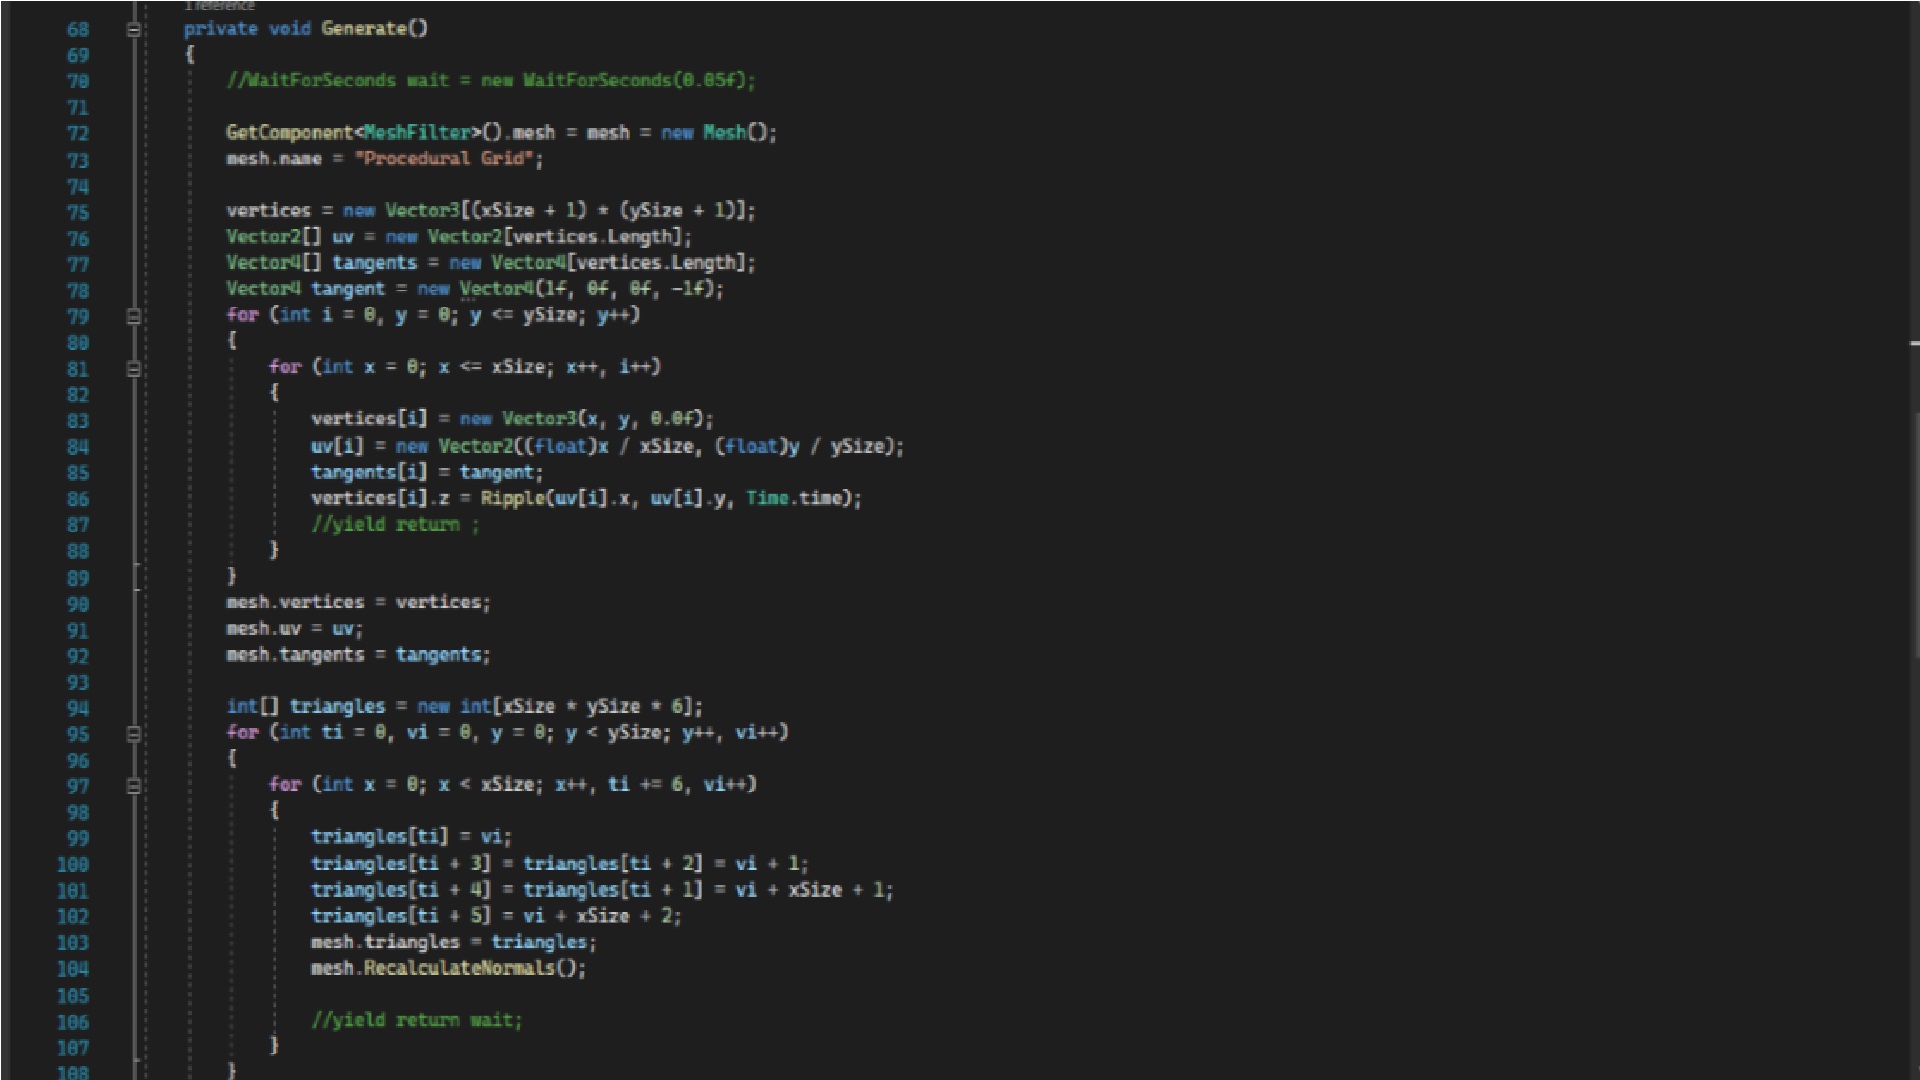 1 reference
68 private void Generate()
69 {
70 //WaitForSeconds wait = new WaitForSeconds(0.05f);
71
72 GetComponent<MeshFilter>().mesh = mesh = new Mesh();
73 mesh.name = "Procedural Grid";
74
75 vertices = new Vector3[(xSize + 1) * (ySize + 1)];
76 Vector2[] uv = new Vector2[vertices.Length];
77 Vector4[] tangents = new Vector4[vertices.Length];
78 Vector4 tangent = new Vector4(1f, 0f, 0f, -1f);
79 for (int i = 0, y = 0; y <= ySize; y++)
80 {
81 for (int x = 0; x <= xSize; x++, i++)
82 {
83 vertices[i] = new Vector3(x, y, 0.0f);
84 uv[i] = new Vector2((float)x / xSize, (float)y / ySize);
85 tangents[i] = tangent;
86 vertices[i].z = Ripple(uv[i].x, uv[i].y, Time.time);
87 //yield return ;
88 }
89 }
90 mesh.vertices = vertices;
91 mesh.uv = uv;
92 mesh.tangents = tangents;
93
94 int[] triangles = new int[xSize * ySize * 6];
95 for (int ti = 0, vi = 0, y = 0; y < ySize; y++, vi++)
96 {
97 for (int x = 0; x < xSize; x++, ti += 6, vi++)
98 {
99 triangles[ti] = vi;
100 triangles[ti + 3] = triangles[ti + 2] = vi + 1;
101 triangles[ti + 4] = triangles[ti + 1] = vi + xSize + 1;
102 triangles[ti + 5] = vi + xSize + 2;
103 mesh.triangles = triangles;
104 mesh.RecalculateNormals();
105
106 //yield return wait;
107 }
108 }